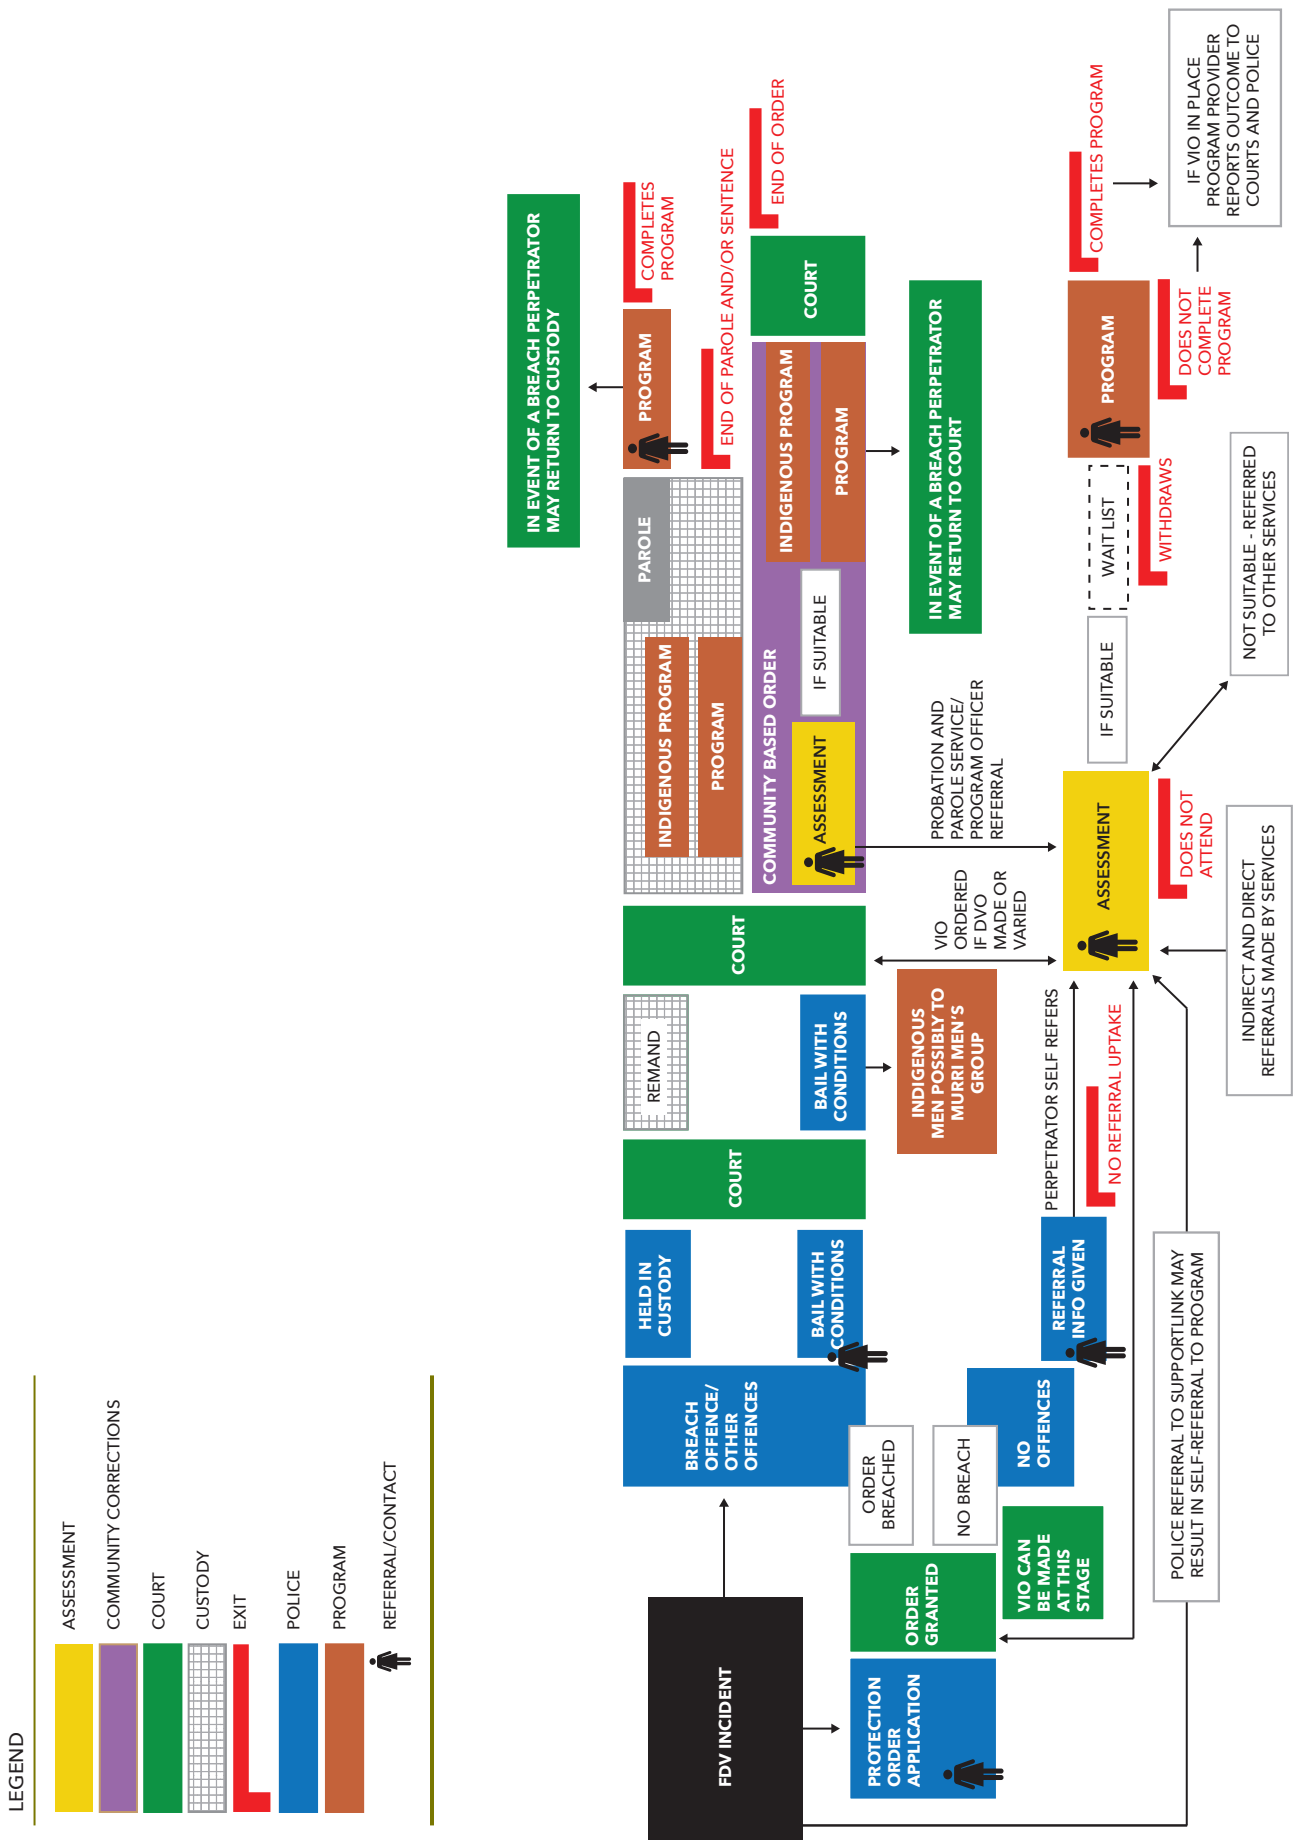 LEGEND
ASSESSMENT
COMMUNITY CORRECTIONS
COURT
CUSTODY
EXIT
POLICE
PROGRAM
REFERRAL/CONTACT
FDV INCIDENT
PROTECTION
ORDER
APPLICATION
ORDER
GRANTED
VIO CAN
BE MADE
AT THIS
STAGE
ORDER
BREACHED
NO BREACH
BREACH
OFFENCE/
OTHER
OFFENCES
NO
OFFENCES
HELD IN
CUSTODY
BAIL WITH
CONDITIONS
REFERRAL
INFO GIVEN
PERPETRATOR SELF REFERS
NO REFERRAL UPTAKE
POLICE REFERRAL TO SUPPORTLINK MAY
RESULT IN SELF-REFERRAL TO PROGRAM
COURT
REMAND
BAIL WITH
CONDITIONS
INDIGENOUS
MEN POSSIBLY TO
MURRI MEN'S
GROUP
COURT
VIO
ORDERED
IF DVO
MADE OR
VARIED
INDIGENOUS PROGRAM
PROGRAM
PAROLE
PROGRAM
COMPLETES
PROGRAM
IN EVENT OF A BREACH PERPETRATOR
MAY RETURN TO CUSTODY
END OF PAROLE AND/OR SENTENCE
COMMUNITY BASED ORDER
ASSESSMENT
IF SUITABLE
INDIGENOUS PROGRAM
PROGRAM
COURT
END OF ORDER
IN EVENT OF A BREACH PERPETRATOR
MAY RETURN TO COURT
PROBATION AND
PAROLE SERVICE/
PROGRAM OFFICER
REFERRAL
ASSESSMENT
DOES NOT
ATTEND
INDIRECT AND DIRECT
REFERRALS MADE BY SERVICES
IF SUITABLE
NOT SUITABLE - REFERRED
TO OTHER SERVICES
WAIT LIST
WITHDRAWS
PROGRAM
COMPLETES PROGRAM
DOES NOT
COMPLETE
PROGRAM
IF VIO IN PLACE
PROGRAM PROVIDER
REPORTS OUTCOME TO
COURTS AND POLICE